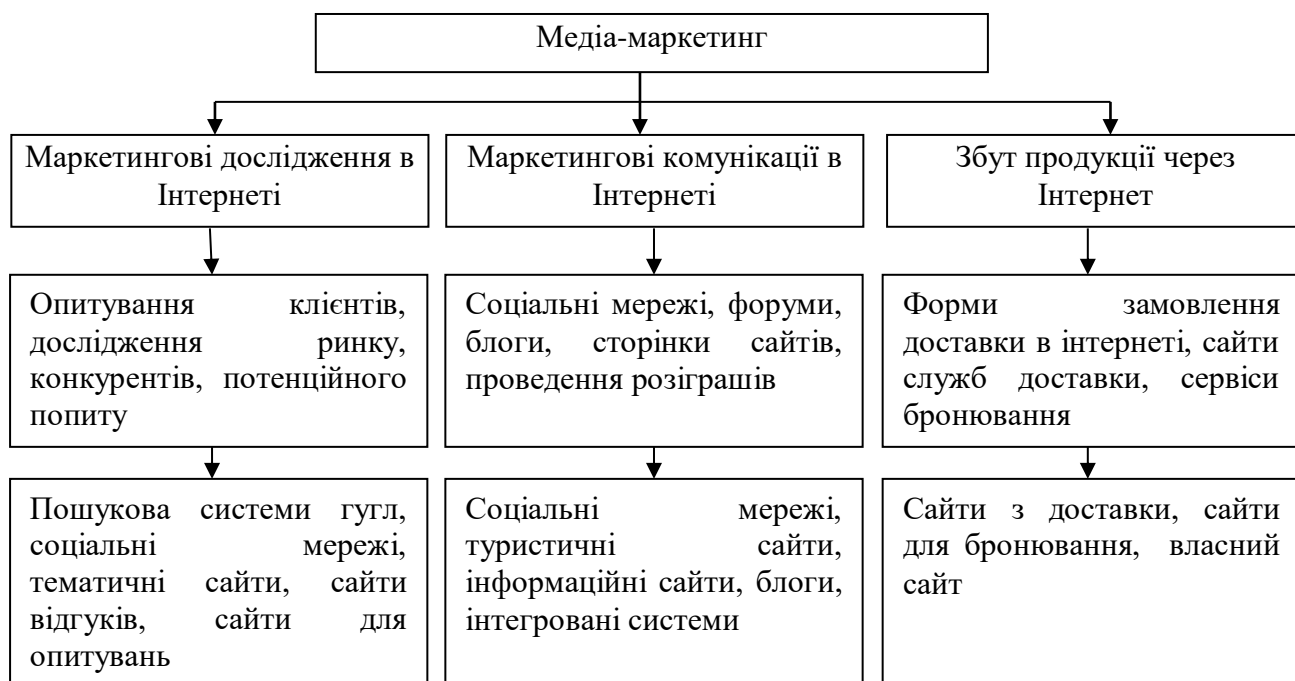 Медіа-маркетинг
Маркетингові дослідження в
Інтернеті
Маркетингові комунікації в
Інтернеті
Збут продукції через
Інтернет
Опитування клієнтів,
дослідження ринку,
конкурентів, потенційного
попиту
Соціальні мережі, форуми,
блоги, сторінки сайтів,
проведення розіграшів
Форми замовлення
доставки в інтернеті, сайти
служб доставки, сервіси
бронювання
Пошукова системи гугл,
соціальні мережі,
тематичні сайти, сайти
відгуків, сайти для
опитувань
Соціальні мережі,
туристичні сайти,
інформаційні сайти, блоги,
інтегровані системи
Сайти з доставки, сайти
для бронювання, власний
сайт